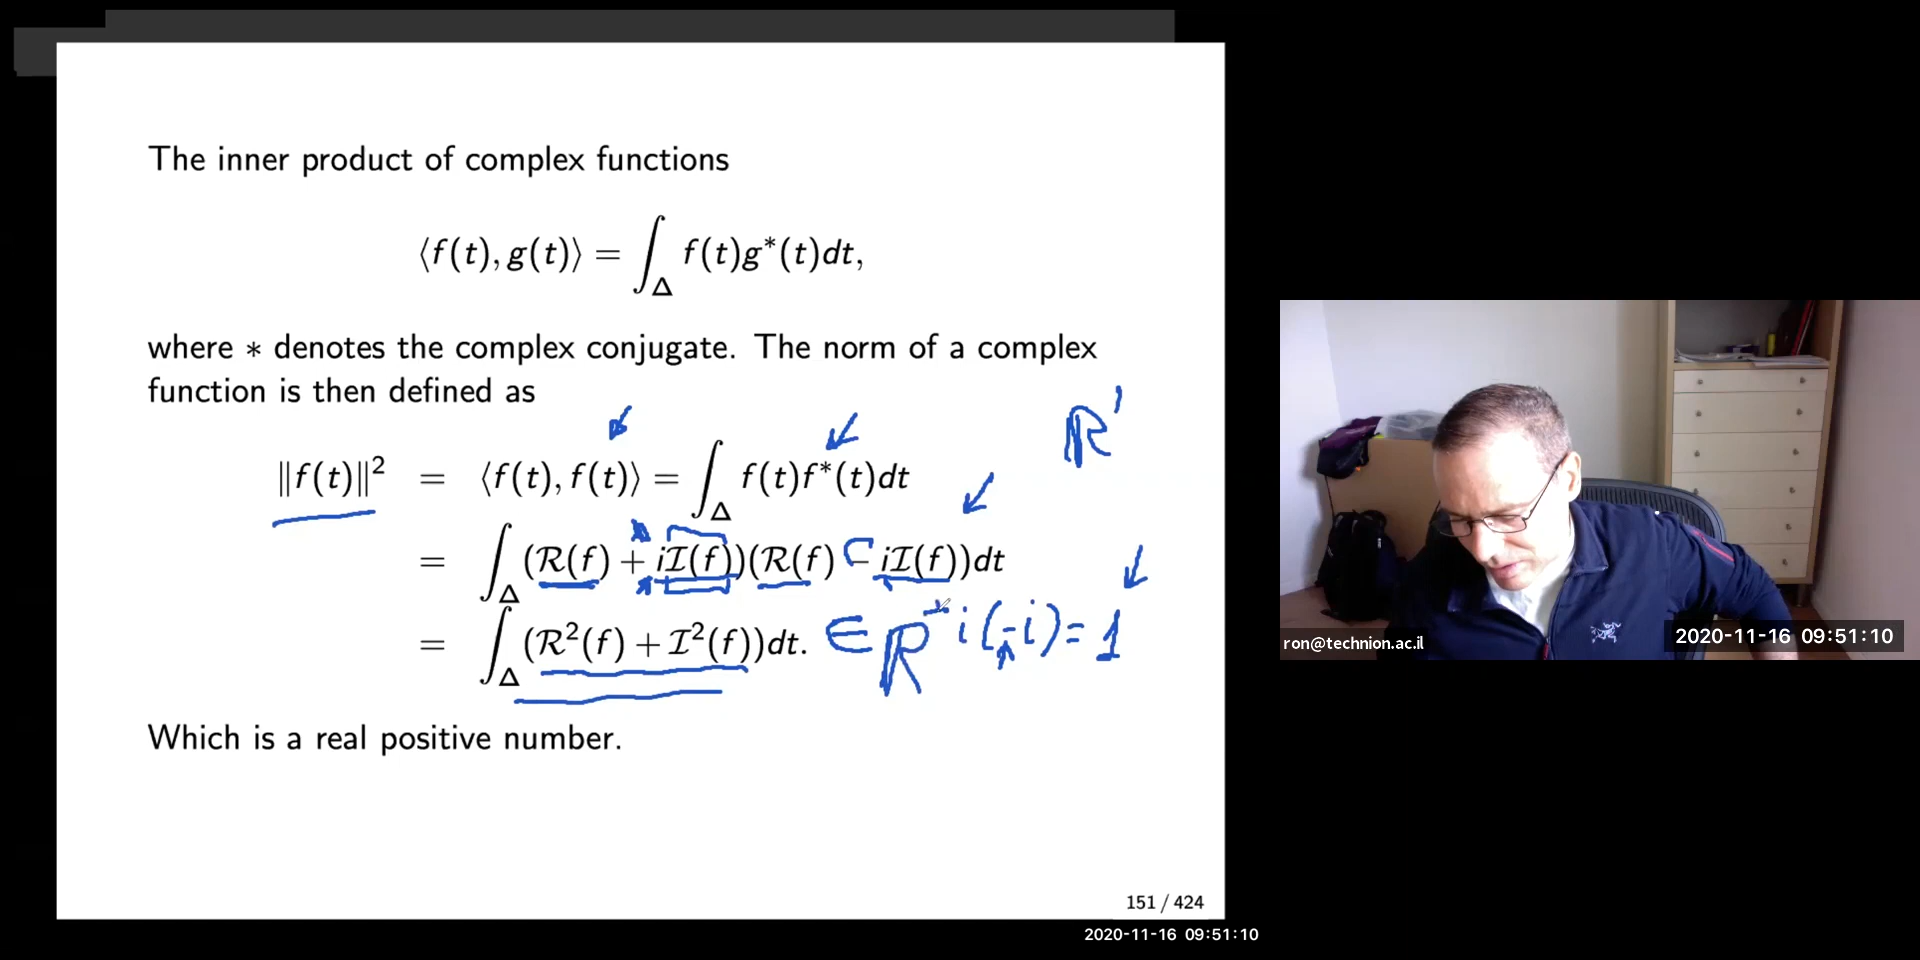 The inner product of complex functions
⟨f(t), g(t)⟩ = ∫_Δ f(t)g*(t)dt,
where * denotes the complex conjugate. The norm of a complex
function is then defined as
ℝ¹
‖f(t)‖² = ⟨f(t), f(t)⟩ = ∫_Δ f(t)f*(t)dt
= ∫_Δ (ℛ(f) + iℐ(f))(ℛ(f) − iℐ(f))dt
= ∫_Δ (ℛ²(f) + ℐ²(f))dt. ∈ ℝ⁺ i(-i)=1
Which is a real positive number.
151 / 424
2020-11-16 09:51:10
ron@technion.ac.il
2020-11-16 09:51:10